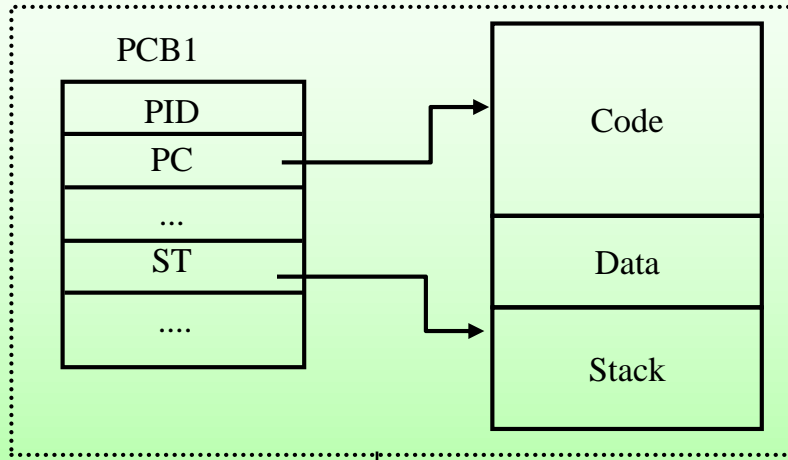 PCB1
PID
PC
...
ST
....
Code
Data
Stack